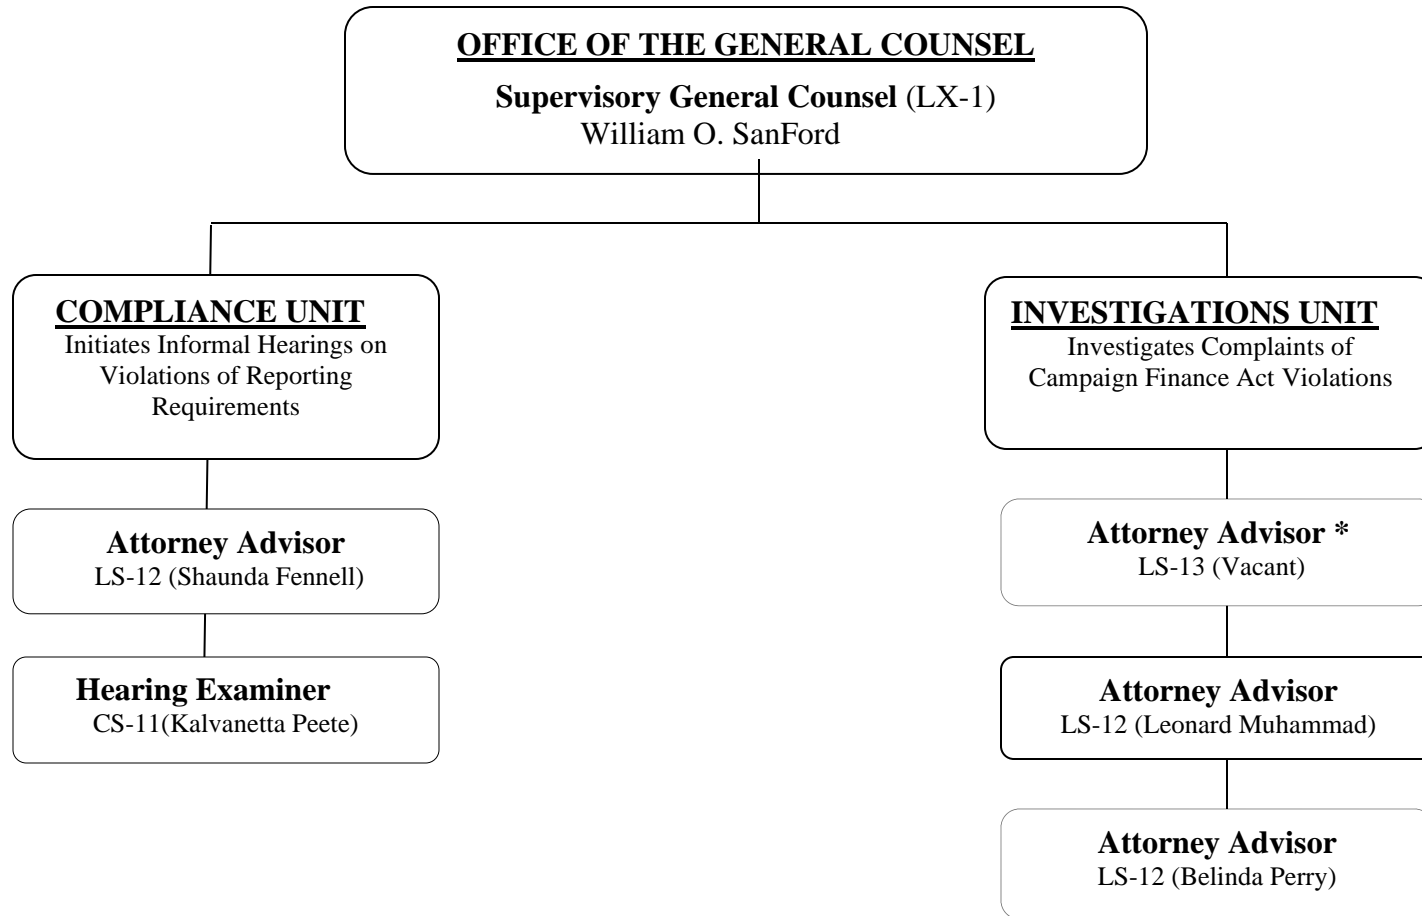 OFFICE OF THE GENERAL COUNSEL
Supervisory General Counsel (LX-1)
William O. SanFord
COMPLIANCE UNIT
Initiates Informal Hearings on
Violations of Reporting
Requirements
Attorney Advisor
LS-12 (Shaunda Fennell)
Hearing Examiner
CS-11(Kalvanetta Peete)
INVESTIGATIONS UNIT
Investigates Complaints of
Campaign Finance Act Violations
Attorney Advisor *
LS-13 (Vacant)
Attorney Advisor
LS-12 (Leonard Muhammad)
Attorney Advisor
LS-12 (Belinda Perry)